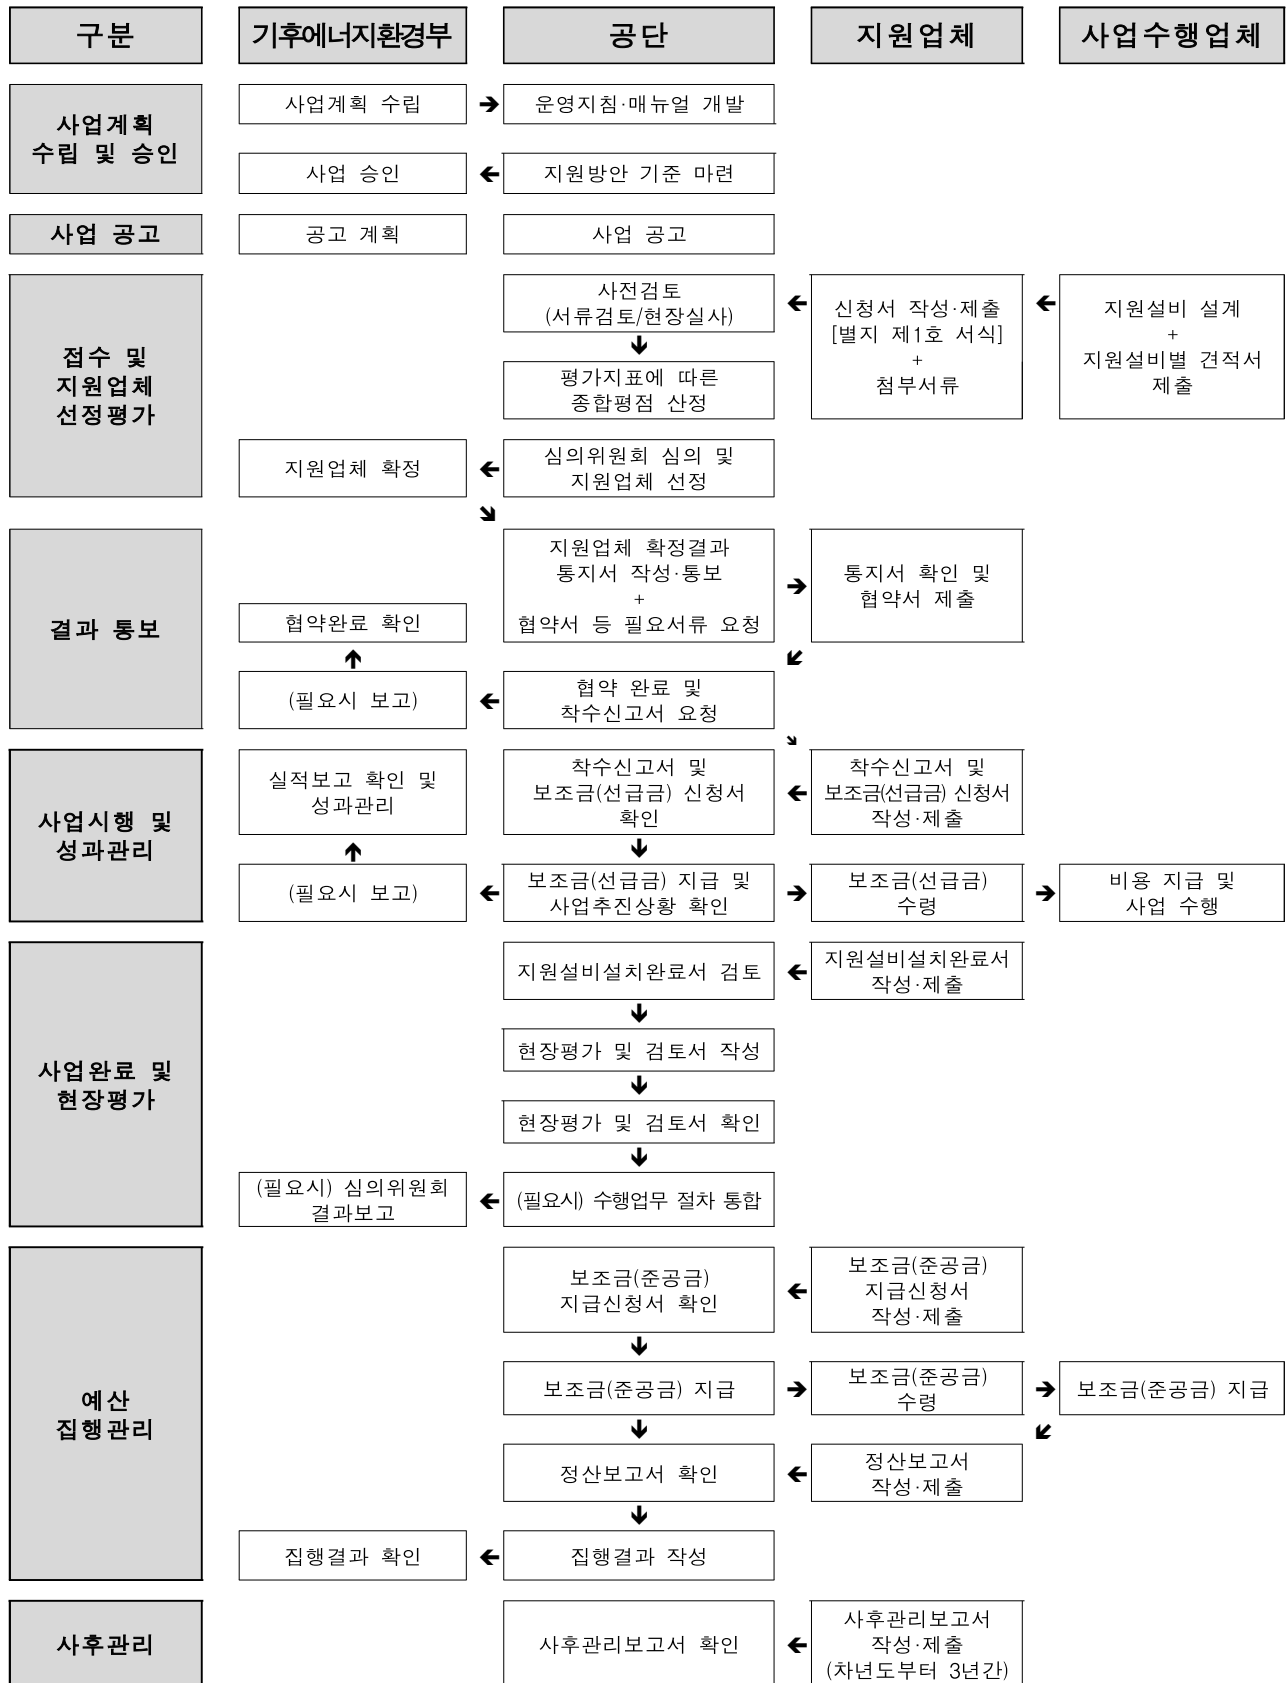 구분
기후에너지환경부
공단
지원업체
사업수행업체
사업계획
수립 및 승인
사업계획 수립
운영지침·매뉴얼 개발
사업 승인
지원방안 기준 마련
사업 공고
공고 계획
사업 공고
접수 및
지원업체
선정평가
사전검토
(서류검토/현장실사)
신청서 작성·제출
[별지 제1호 서식]
+
첨부서류
지원설비 설계
+
지원설비별 견적서
제출
평가지표에 따른
종합평점 산정
지원업체 확정
심의위원회 심의 및
지원업체 선정
결과 통보
지원업체 확정결과
통지서 작성·통보
+
협약서 등 필요서류 요청
통지서 확인 및
협약서 제출
협약완료 확인
(필요시 보고)
협약 완료 및
착수신고서 요청
사업시행 및
성과관리
실적보고 확인 및
성과관리
착수신고서 및
보조금(선급금) 신청서
확인
착수신고서 및
보조금(선급금) 신청서
작성·제출
(필요시 보고)
보조금(선급금) 지급 및
사업추진상황 확인
보조금(선급금)
수령
비용 지급 및
사업 수행
사업완료 및
현장평가
지원설비설치완료서 검토
지원설비설치완료서
작성·제출
현장평가 및 검토서 작성
현장평가 및 검토서 확인
(필요시) 심의위원회
결과보고
(필요시) 수행업무 절차 통합
예산
집행관리
보조금(준공금)
지급신청서 확인
보조금(준공금)
지급신청서
작성·제출
보조금(준공금) 지급
보조금(준공금)
수령
보조금(준공금) 지급
정산보고서 확인
정산보고서
작성·제출
집행결과 확인
집행결과 작성
사후관리
사후관리보고서 확인
사후관리보고서
작성·제출
(차년도부터 3년간)